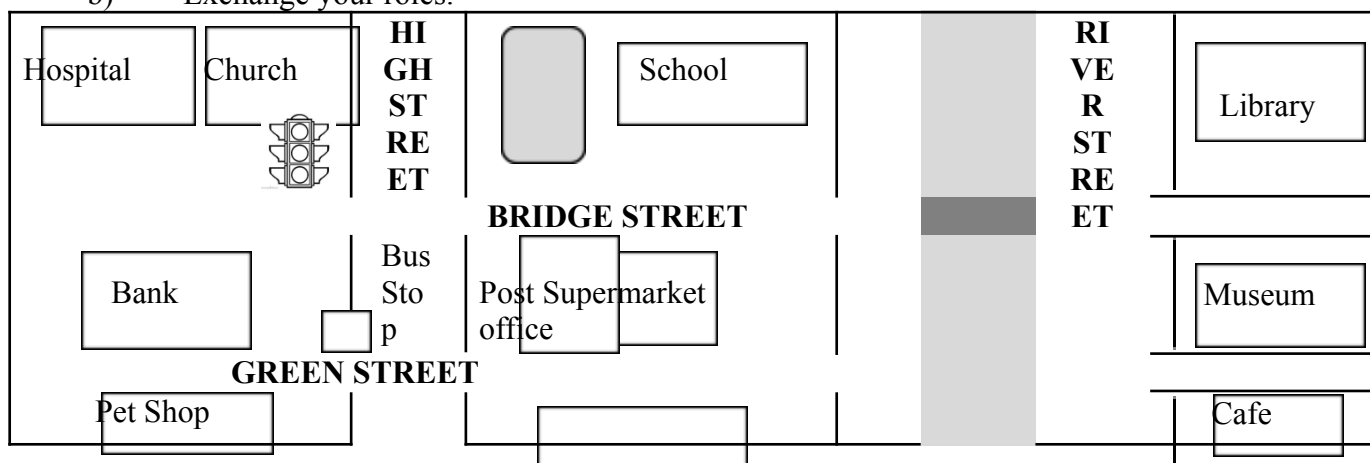 b) Exchange your roles.
Hospital
Church
HI
GH
ST
RE
ET
School
RI
VE
R
ST
RE
ET
Library
BRIDGE STREET
Bank
Bus
Sto
p
Post Supermarket
office
Museum
GREEN STREET
Pet Shop
Cafe